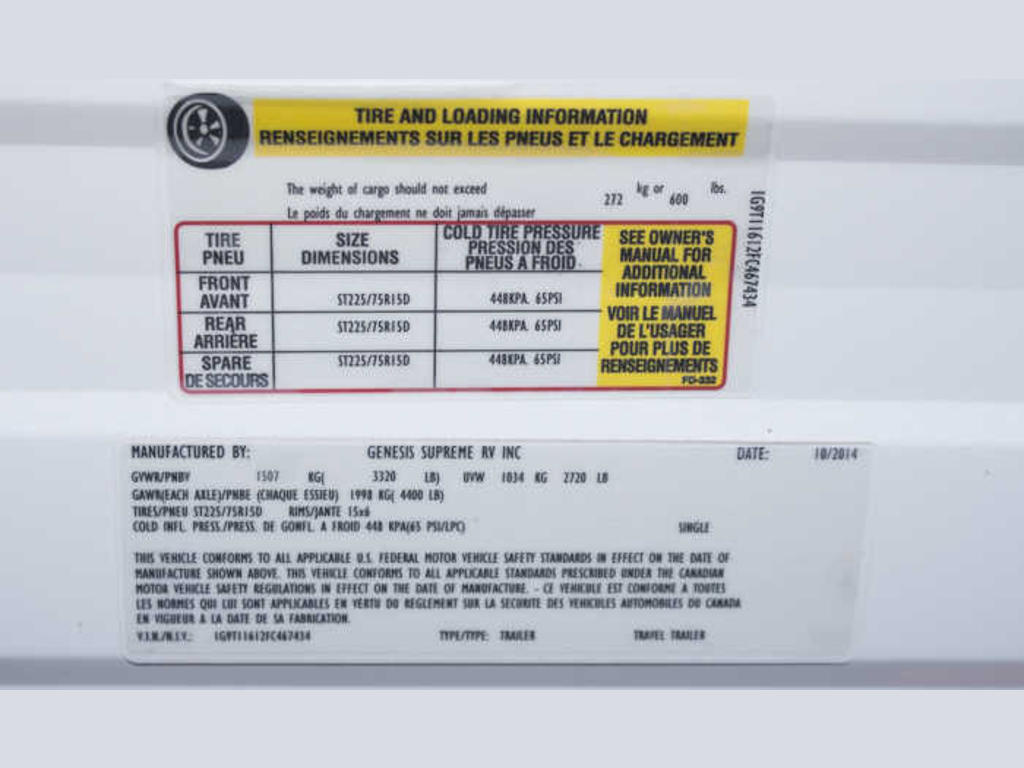 TIRE AND LOADING INFORMATION
RENSEIGNEMENTS SUR LES PNEUS ET LE CHARGEMENT
The weight of cargo should not exceed 272 kg or 600 lbs.
Le poids du chargement ne doit jamais dépasser
TIRE PNEU SIZE DIMENSIONS COLD TIRE PRESSURE PRESSION DES PNEUS A FROID
FRONT AVANT ST225/75R15D 448KPA. 65PSI
REAR ARRIÈRE ST225/75R15D 448KPA. 65PSI
SPARE DE SECOURS ST225/75R15D 448KPA. 65PSI
SEE OWNER'S
MANUAL FOR
ADDITIONAL
INFORMATION
VOIR LE MANUEL
DE L'USAGER
POUR PLUS DE
RENSEIGNEMENTS
FD-332
1G9T11612FC467434
MANUFACTURED BY: GENESIS SUPREME RV INC DATE: 10/2014
GVWR/PNBV 1507 KG( 3320 LB) UVW 1034 KG 2720 LB
GAWR(EACH AXLE)/PNBE (CHAQUE ESSIEU) 1998 KG( 4400 LB)
TIRES/PNEU ST225/75R15D RIMS/JANTE 15x6
COLD INFL. PRESS./PRESS. DE GONFL. A FROID 448 KPA(65 PSI/LPC) SINGLE
THIS VEHICLE CONFORMS TO ALL APPLICABLE U.S. FEDERAL MOTOR VEHICLE SAFETY STANDARDS IN EFFECT ON THE DATE OF
MANUFACTURE SHOWN ABOVE. THIS VEHICLE CONFORMS TO ALL APPLICABLE STANDARDS PRESCRIBED UNDER THE CANADIAN
MOTOR VEHICLE SAFETY REGULATIONS IN EFFECT ON THE DATE OF MANUFACTURE. - CE VEHICULE EST CONFORME A TOUTES
LES NORMES QUI LUI SONT APPLICABLES EN VERTU DU REGLEMENT SUR LA SECURITE DES VEHICULES AUTOMOBILES DU CANADA
EN VIGUEUR A LA DATE DE SA FABRICATION.
V.I.N./N.I.V.: 1G9T11612FC467434 TYPE/TYPE: TRAILER TRAVEL TRAILER